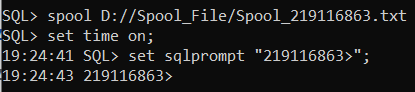 SQL> spool D://Spool_File/Spool_219116863.txt
SQL> set time on;
19:24:41 SQL> set sqlprompt "219116863>";
19:24:43 219116863>